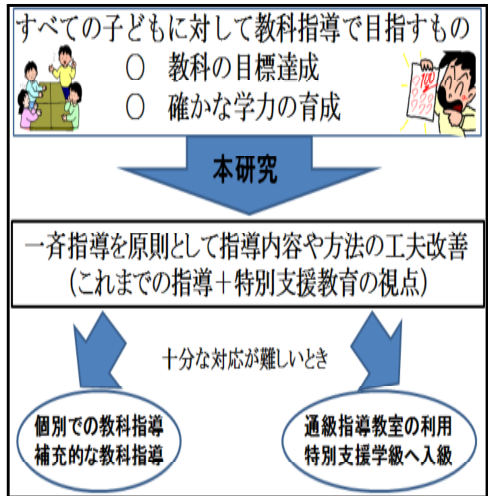 すべての子どもに対して教科指導で目指すもの
○ 教科の目標達成
○ 確かな学力の育成
100
本研究
一斉指導を原則として指導内容や方法の工夫改善
(これまでの指導＋特別支援教育の視点)
十分な対応が難しいとき
個別での教科指導
補充的な教科指導
通級指導教室の利用
特別支援学級へ入級